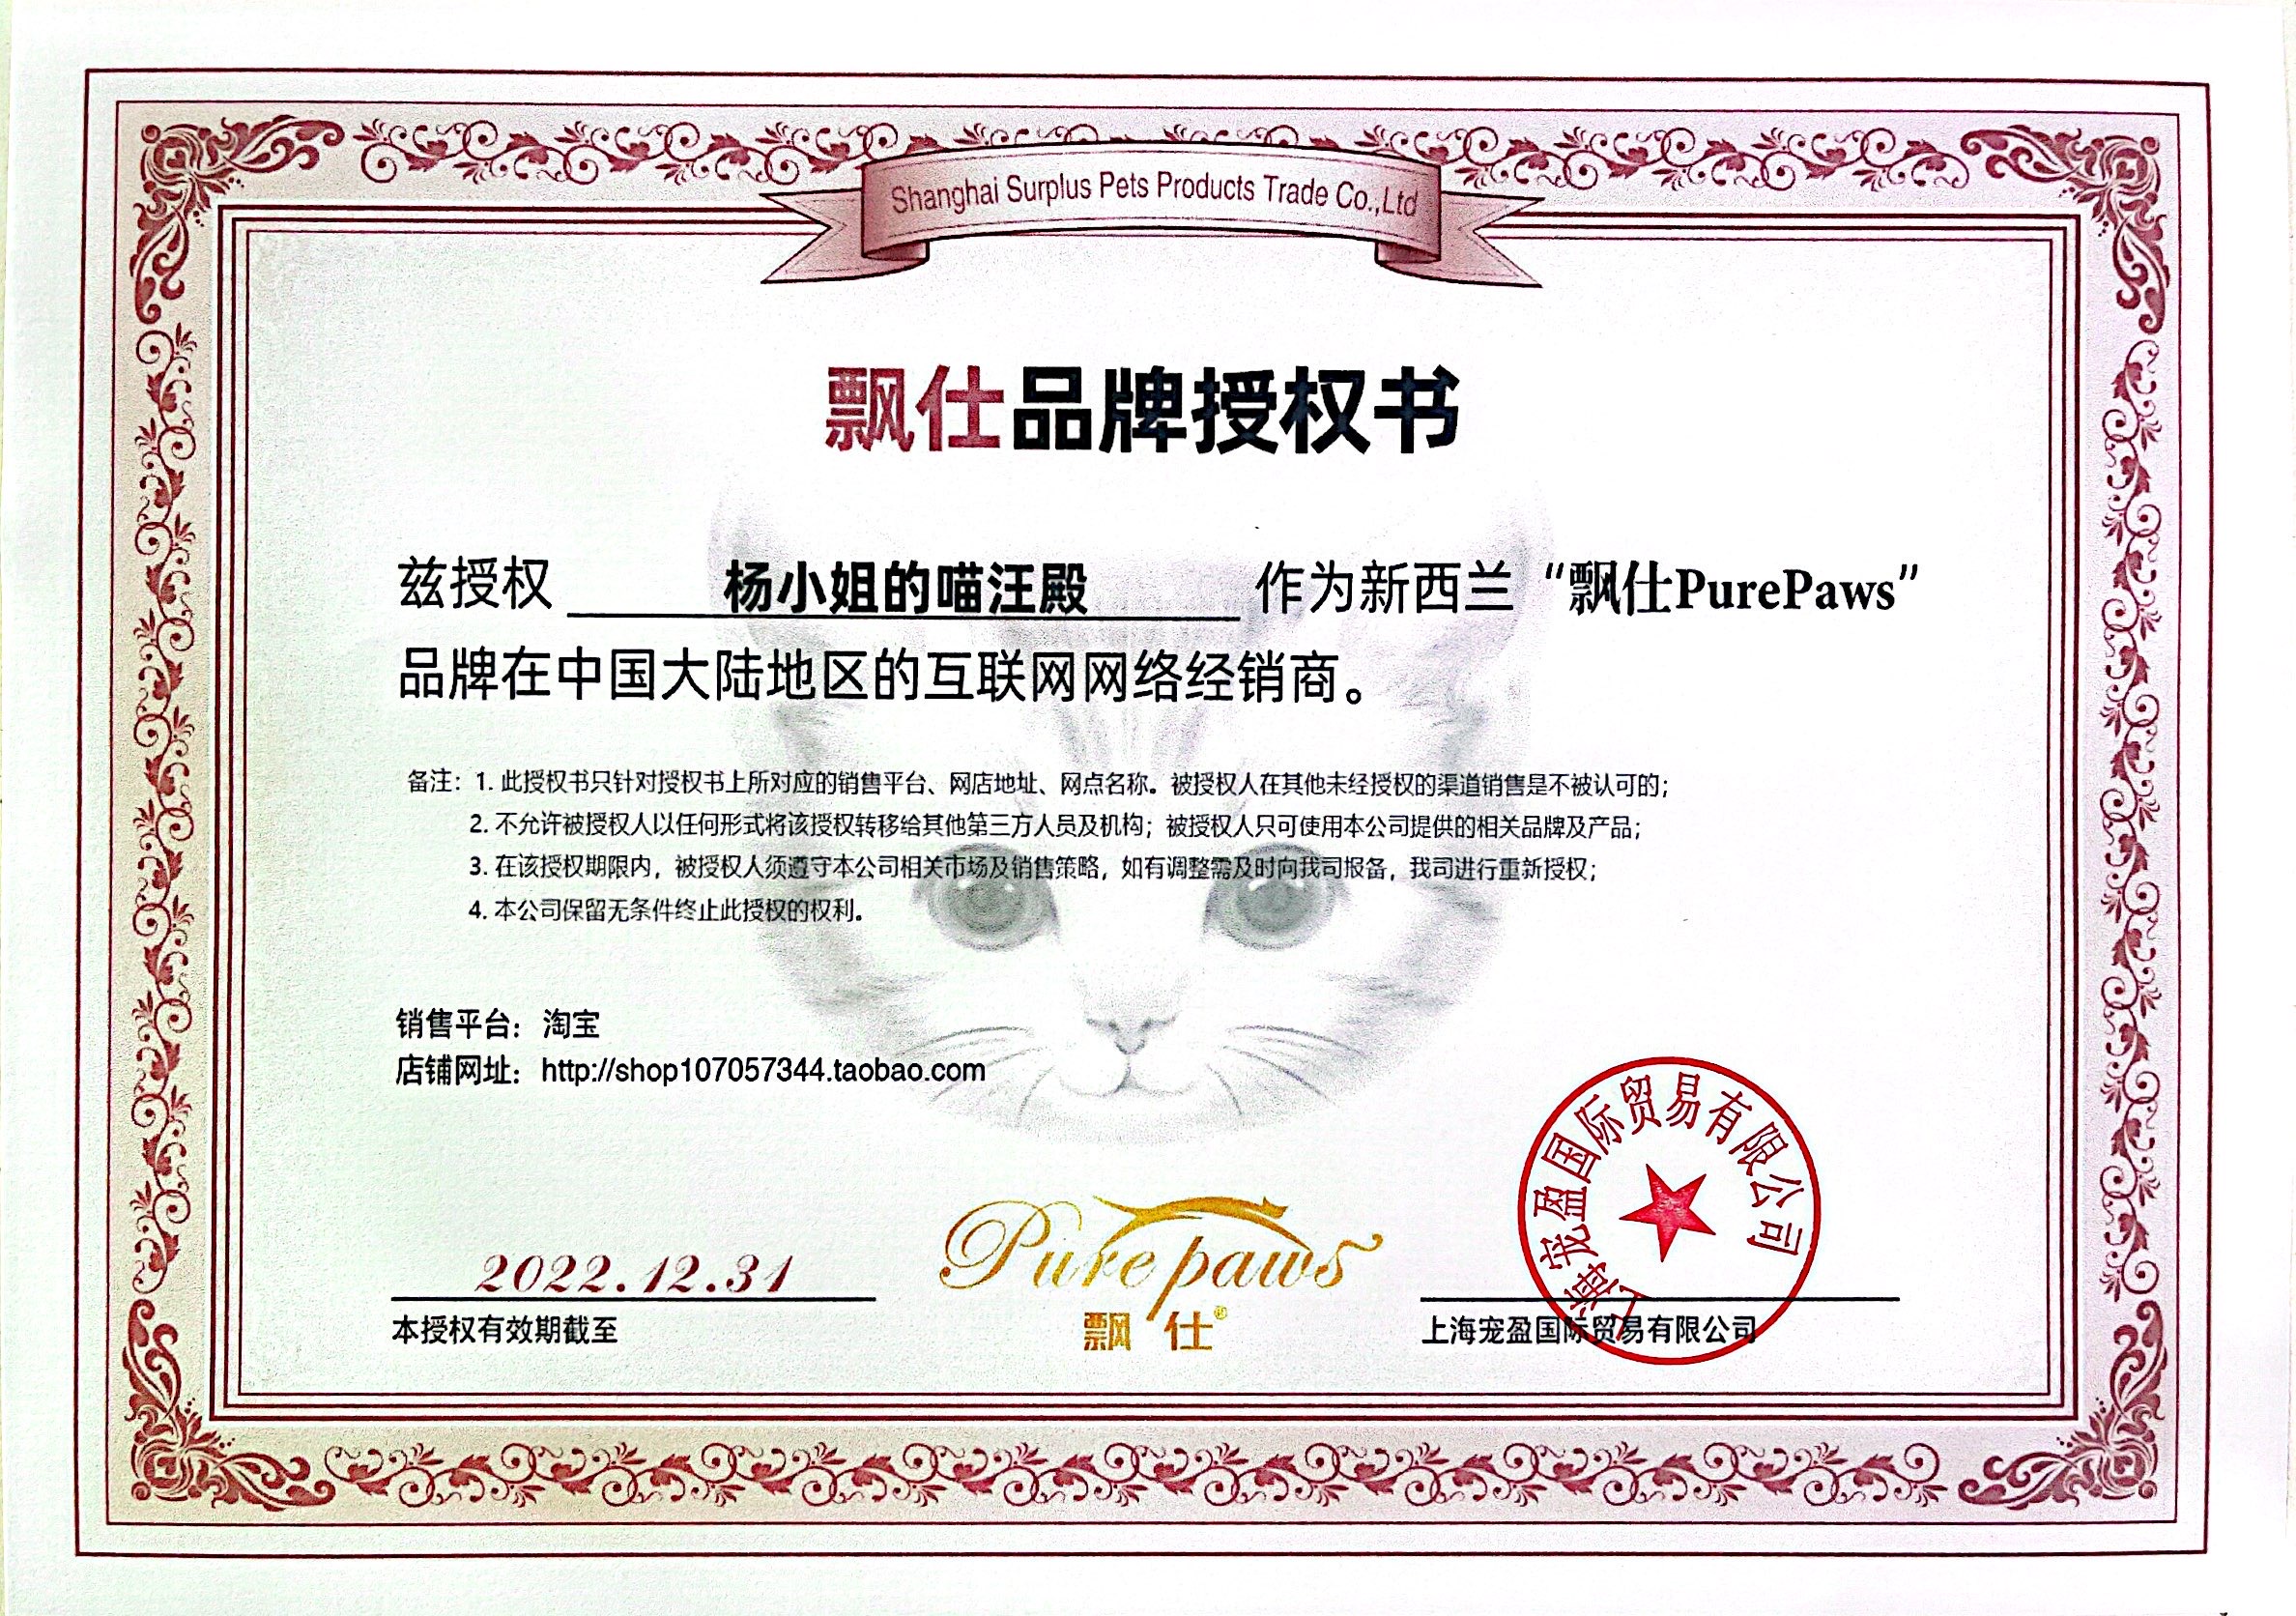 Shanghai Surplus Pets Products Trade Co.,Ltd
飘仕品牌授权书
兹授权 杨小姐的喵汪殿 作为新西兰“飘仕PurePaws”
品牌在中国大陆地区的互联网网络经销商。
备注：1. 此授权书只针对授权书上所对应的销售平台、网店地址、网点名称。被授权人在其他未经授权的渠道销售是不被认可的；
2. 不允许被授权人以任何形式将该授权转移给其他第三方人员及机构；被授权人只可使用本公司提供的相关品牌及产品；
3. 在该授权期限内，被授权人须遵守本公司相关市场及销售策略，如有调整需及时向我司报备，我司进行重新授权；
4. 本公司保留无条件终止此授权的权利。
销售平台：淘宝
店铺网址：http://shop107057344.taobao.com
上海宠盈国际贸易有限公司
2022.12.31
本授权有效期截至
Purepaws
飘仕®
上海宠盈国际贸易有限公司